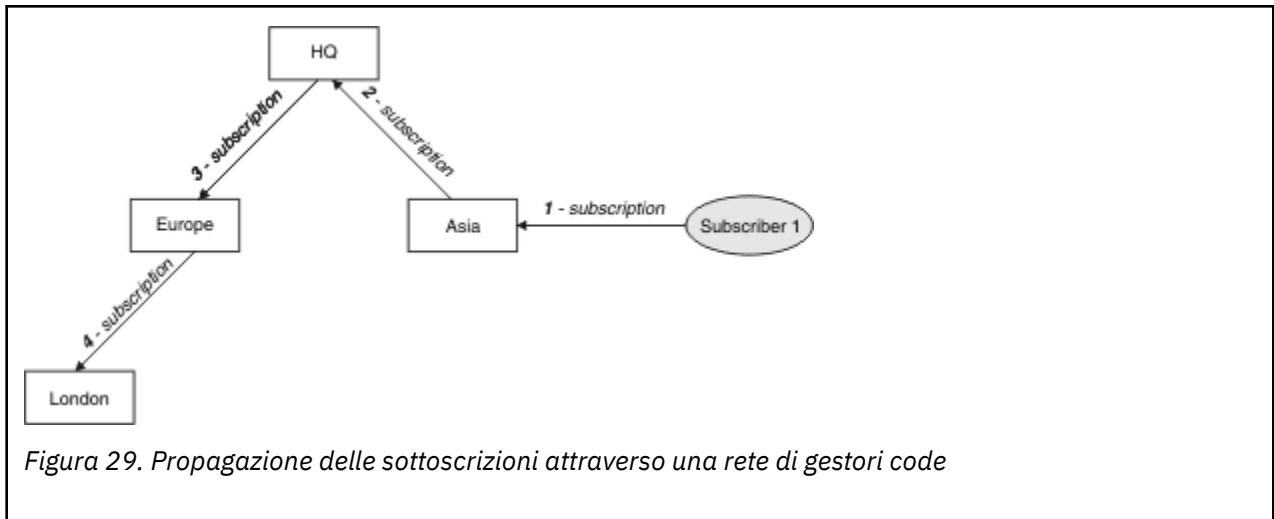 HQ
2 - subscription
3 - subscription
Europe
Asia
1 - subscription
Subscriber 1
4 - subscription
London
Figura 29. Propagazione delle sottoscrizioni attraverso una rete di gestori code